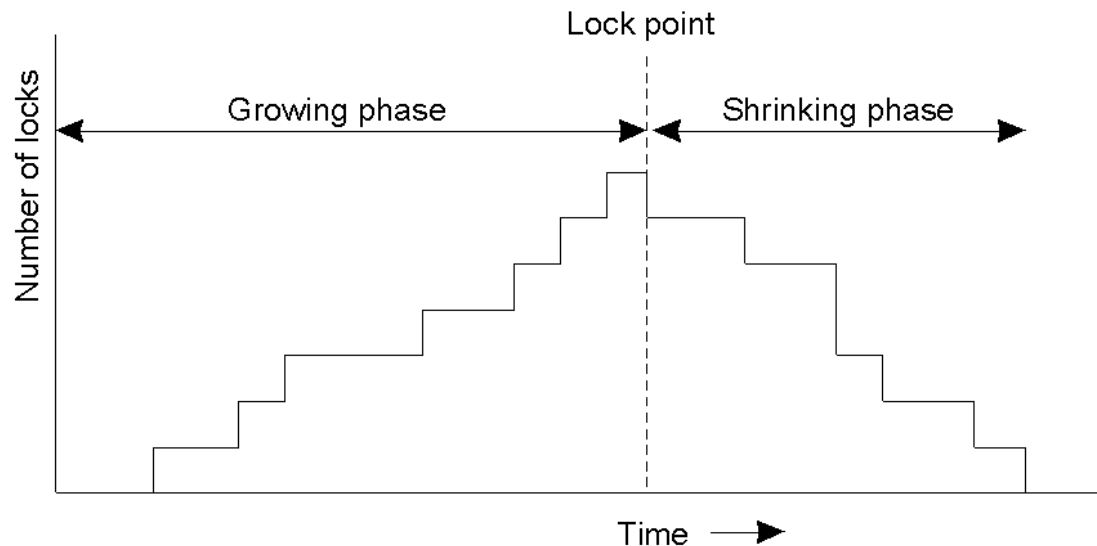 Lock point
Growing phase
Shrinking phase
Number of locks
Time